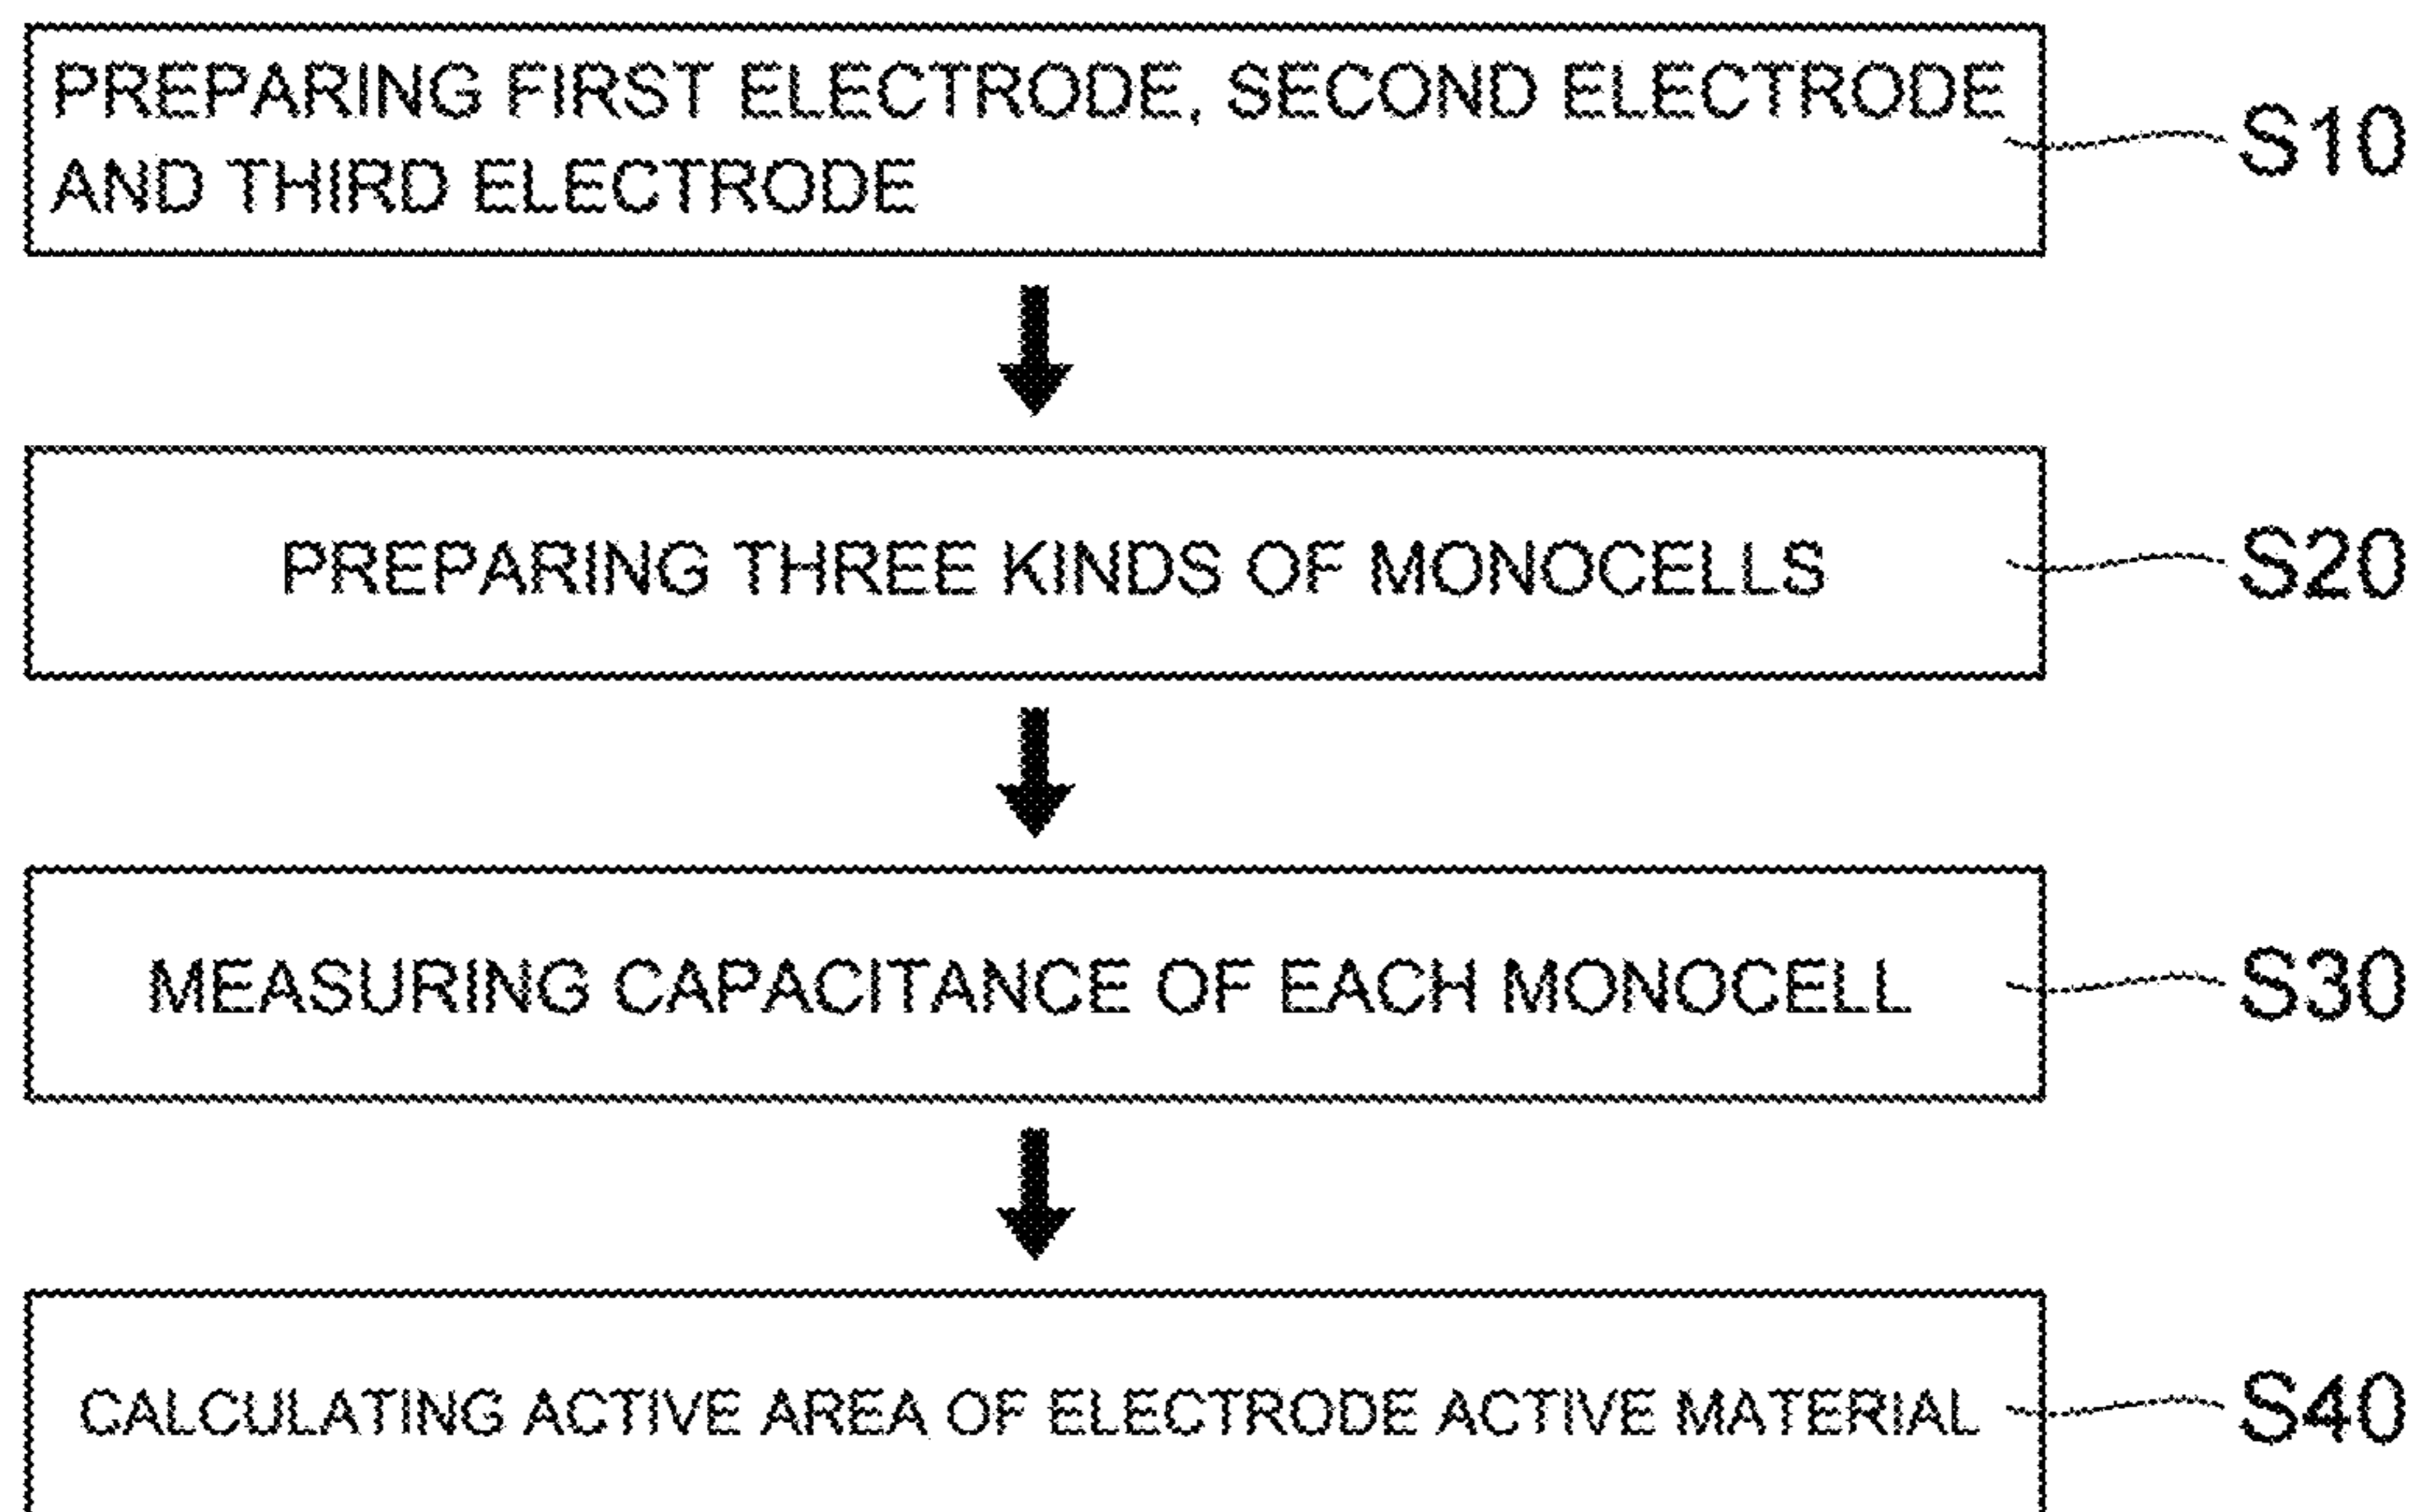 PREPARING FIRST ELECTRODE, SECOND ELECTRODE
AND THIRD ELECTRODE
S10
PREPARING THREE KINDS OF MONOCELLS
S20
MEASURING CAPACITANCE OF EACH MONOCELL
S30
CALCULATING ACTIVE AREA OF ELECTRODE ACTIVE MATERIAL
S40